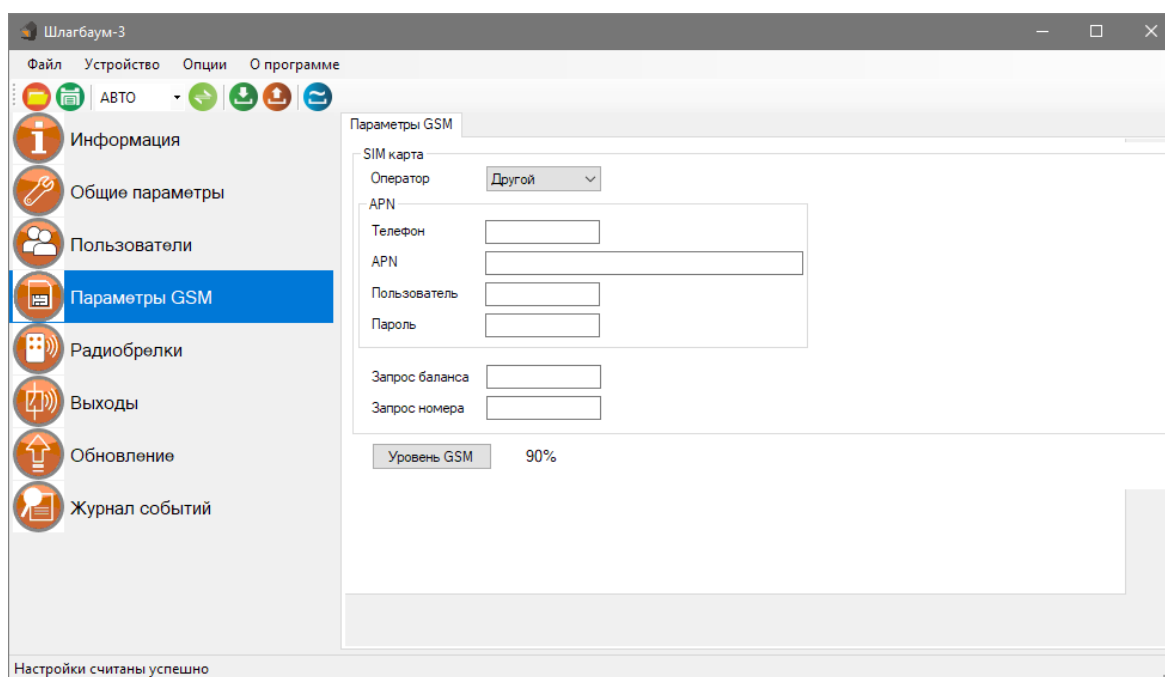 Шлагбаум-3
Файл Устройство Опции О программе
АВТО
Информация
Общие параметры
Пользователи
Параметры GSM
Радиобрелки
Выходы
Обновление
Журнал событий
Параметры GSM
SIM карта
Оператор Другой
APN
Телефон
APN
Пользователь
Пароль
Запрос баланса
Запрос номера
Уровень GSM 90%
Настройки считаны успешно